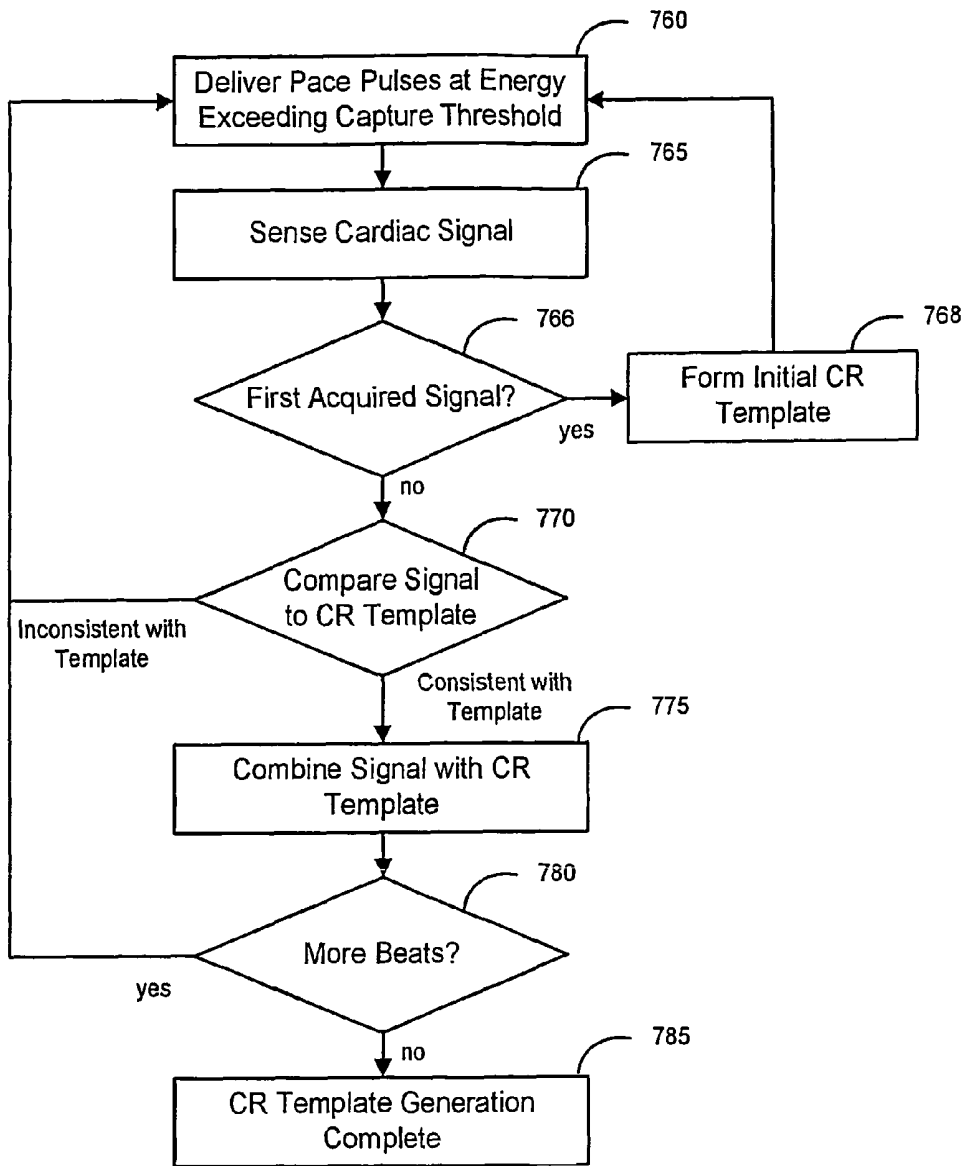 760
Deliver Pace Pulses at Energy
Exceeding Capture Threshold
765
Sense Cardiac Signal
766
First Acquired Signal?
yes
768
Form Initial CR
Template
no
770
Compare Signal
to CR Template
Inconsistent with
Template
Consistent with
Template
775
Combine Signal with CR
Template
780
More Beats?
yes
no
785
CR Template Generation
Complete